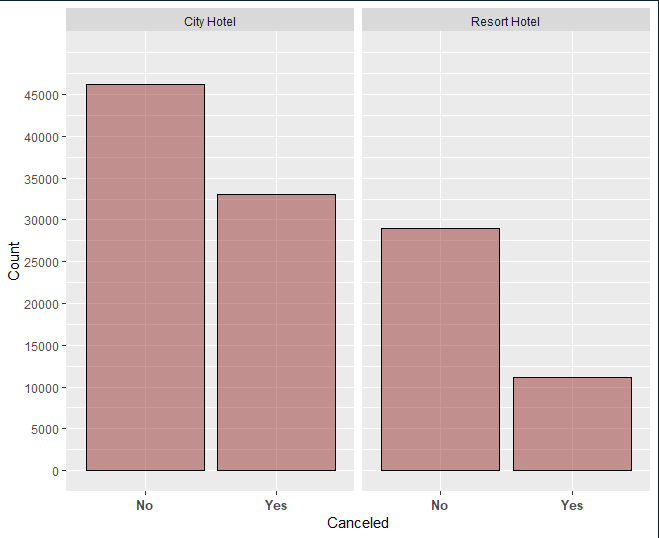 City Hotel
Resort Hotel
Count
45000
40000
35000
30000
25000
20000
15000
10000
5000
0
No
Yes
No
Yes
Canceled